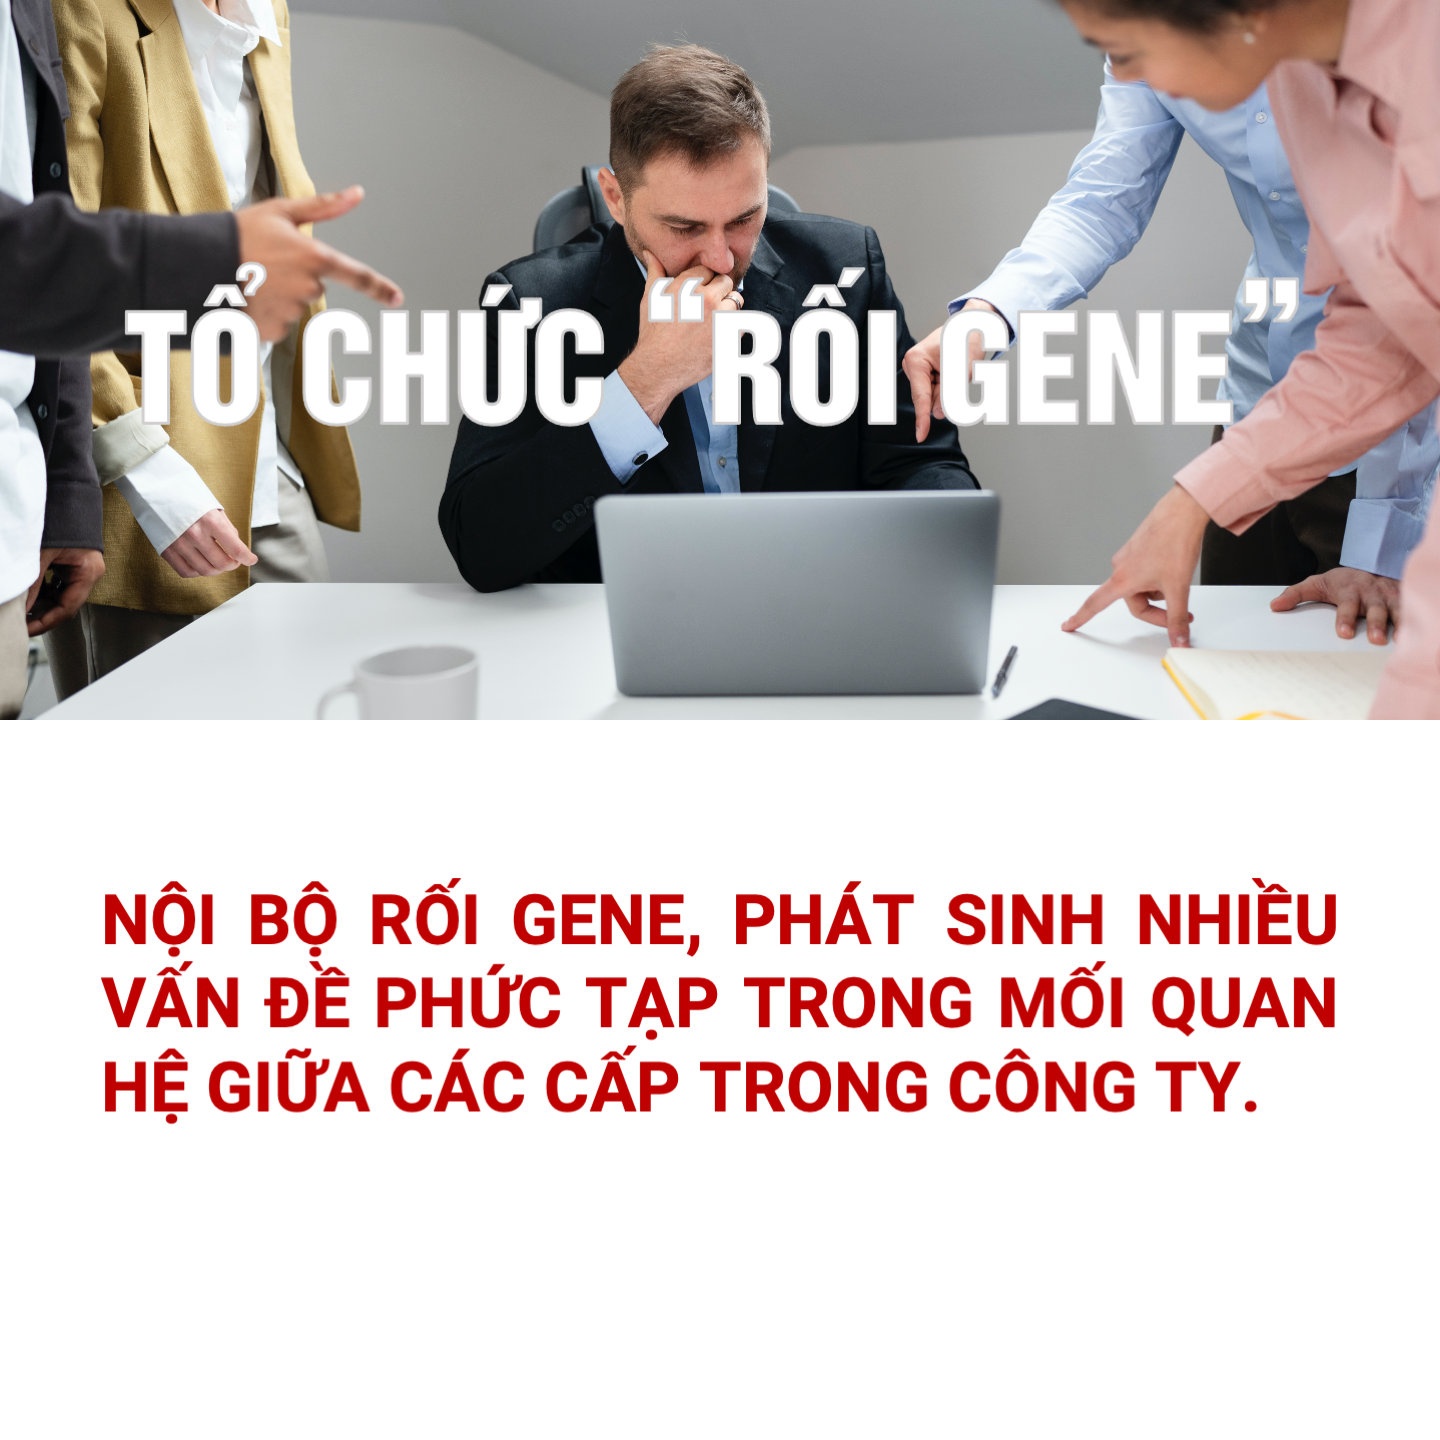 TỔ CHỨC “RỐI GENE”
NỘI BỘ RỐI GENE, PHÁT SINH NHIỀU
VẤN ĐỀ PHỨC TẠP TRONG MỐI QUAN
HỆ GIỮA CÁC CẤP TRONG CÔNG TY.